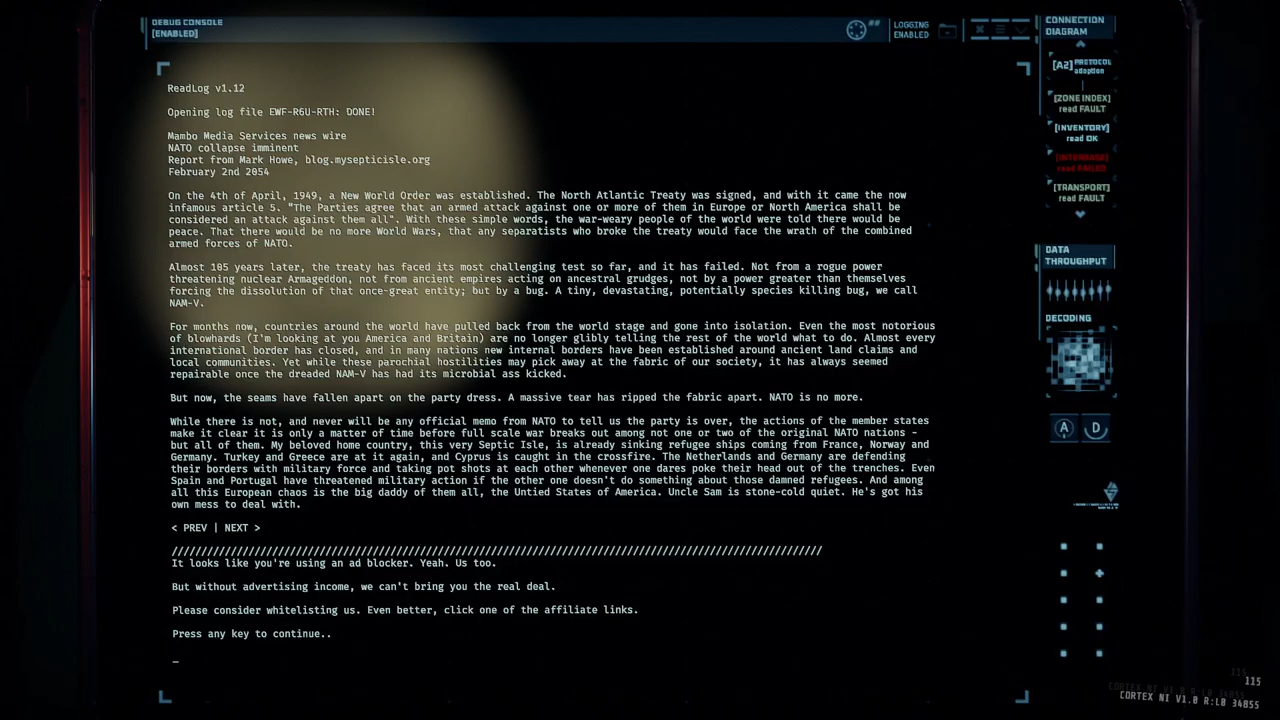 DEBUG CONSOLE
[ENABLED]
LOGGING
ENABLED
ReadLog v1.12
Opening log file EWF-R6U-RTH: DONE!
Mambo Media Services news wire
NATO collapse imminent
Report from Mark Howe, blog.mysepticisle.org
February 2nd 2054
On the 4th of April, 1949, a New World Order was established. The North Atlantic Treaty was signed, and with it came the now
infamous article 5. "The Parties agree that an armed attack against one or more of them in Europe or North America shall be
considered an attack against them all". With these simple words, the war-weary people of the world were told there would be
peace. That there would be no more World Wars, that any separatists who broke the treaty would face the wrath of the combined
armed forces of NATO.
Almost 105 years later, the treaty has faced its most challenging test so far, and it has failed. Not from a rogue power
threatening nuclear Armageddon, not from ancient empires acting on ancestral grudges, not by a power greater than themselves
forcing the dissolution of that once-great entity; but by a bug. A tiny, devastating, potentially species killing bug, we call
NAM-V.
For months now, countries around the world have pulled back from the world stage and gone into isolation. Even the most notorious
of blowhards (I'm looking at you America and Britain) are no longer glibly telling the rest of the world what to do. Almost every
international border has closed, and in many nations new internal borders have been established around ancient land claims and
local communities. Yet while these parochial hostilities may pick away at the fabric of our society, it has always seemed
repairable once the dreaded NAM-V has had its microbial ass kicked.
But now, the seams have fallen apart on the party dress. A massive tear has ripped the fabric apart. NATO is no more.
While there is not, and never will be any official memo from NATO to tell us the party is over, the actions of the member states
make it clear it is only a matter of time before full scale war breaks out among not one or two of the original NATO nations -
but all of them. My beloved home country, this very Septic Isle, is already sinking refugee ships coming from France, Norway and
Germany. Turkey and Greece are at it again, and Cyprus is caught in the crossfire. The Netherlands and Germany are defending
their borders with military force and taking pot shots at each other whenever one dares poke their head out of the trenches. Even
Spain and Portugal have threatened military action if the other one doesn't do something about those damned refugees. And among
all this European chaos is the big daddy of them all, the Untied States of America. Uncle Sam is stone-cold quiet. He's got his
own mess to deal with.
< PREV | NEXT >
//////////////////////////////////////////////////////////////////////////////////////////////////////////////
It looks like you're using an ad blocker. Yeah. Us too.
But without advertising income, we can't bring you the real deal.
Please consider whitelisting us. Even better, click one of the affiliate links.
Press any key to continue..
_
CONNECTION
DIAGRAM
[A2] PROTOCOL
adoption
[ZONE INDEX]
read FAULT
[INVENTORY]
read OK
read FAILED
[TRANSPORT]
read FAULT
DATA
THROUGHPUT
DECODING
A D
115
CORTEX NI V1.0 R:L0 34855